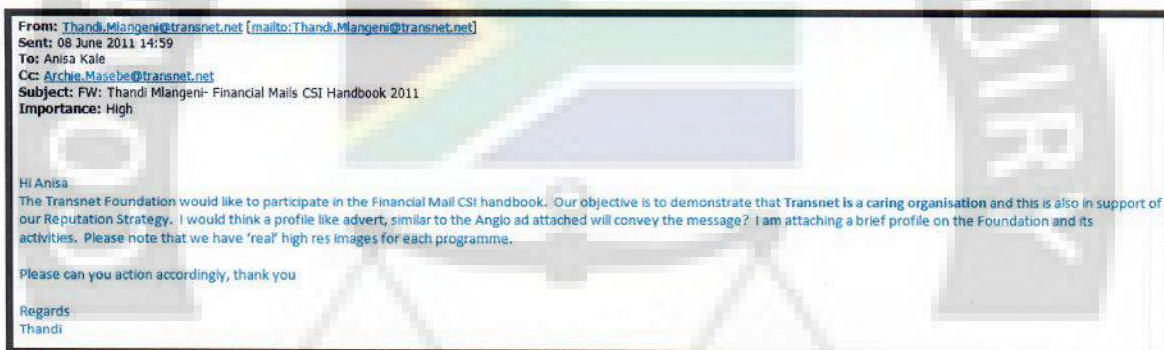 From: Thandi.Mlangeni@transnet.net [mailto:Thandi.Mlangeni@transnet.net]
Sent: 08 June 2011 14:59
To: Anisa Kale
Cc: Archie.Masebe@transnet.net
Subject: FW: Thandi Mlangeni- Financial Mails CSI Handbook 2011
Importance: High
Hi Anisa
The Transnet Foundation would like to participate in the Financial Mail CSI handbook. Our objective is to demonstrate that Transnet is a caring organisation and this is also in support of
our Reputation Strategy. I would think a profile like advert, similar to the Anglo ad attached will convey the message? I am attaching a brief profile on the Foundation and its
activities. Please note that we have 'real' high res images for each programme.
Please can you action accordingly, thank you
Regards
Thandi